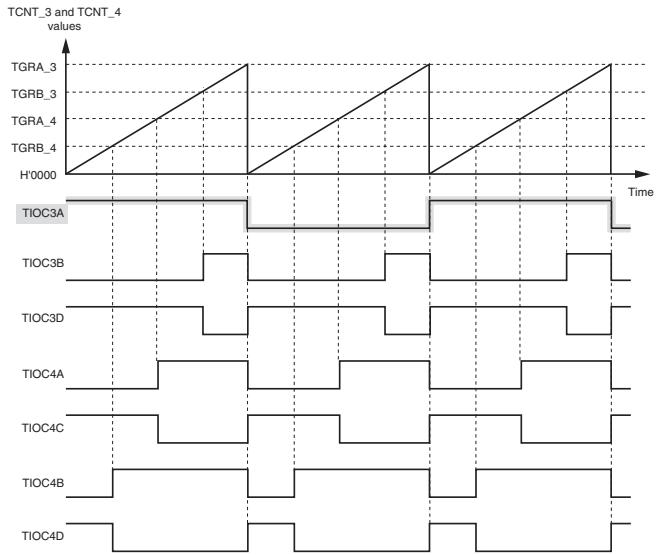 TCNT_3 and TCNT_4
values
TGRA_3
TGRB_3
TGRA_4
TGRB_4
H'0000
Time
TIOC3A
TIOC3B
TIOC3D
TIOC4A
TIOC4C
TIOC4B
TIOC4D